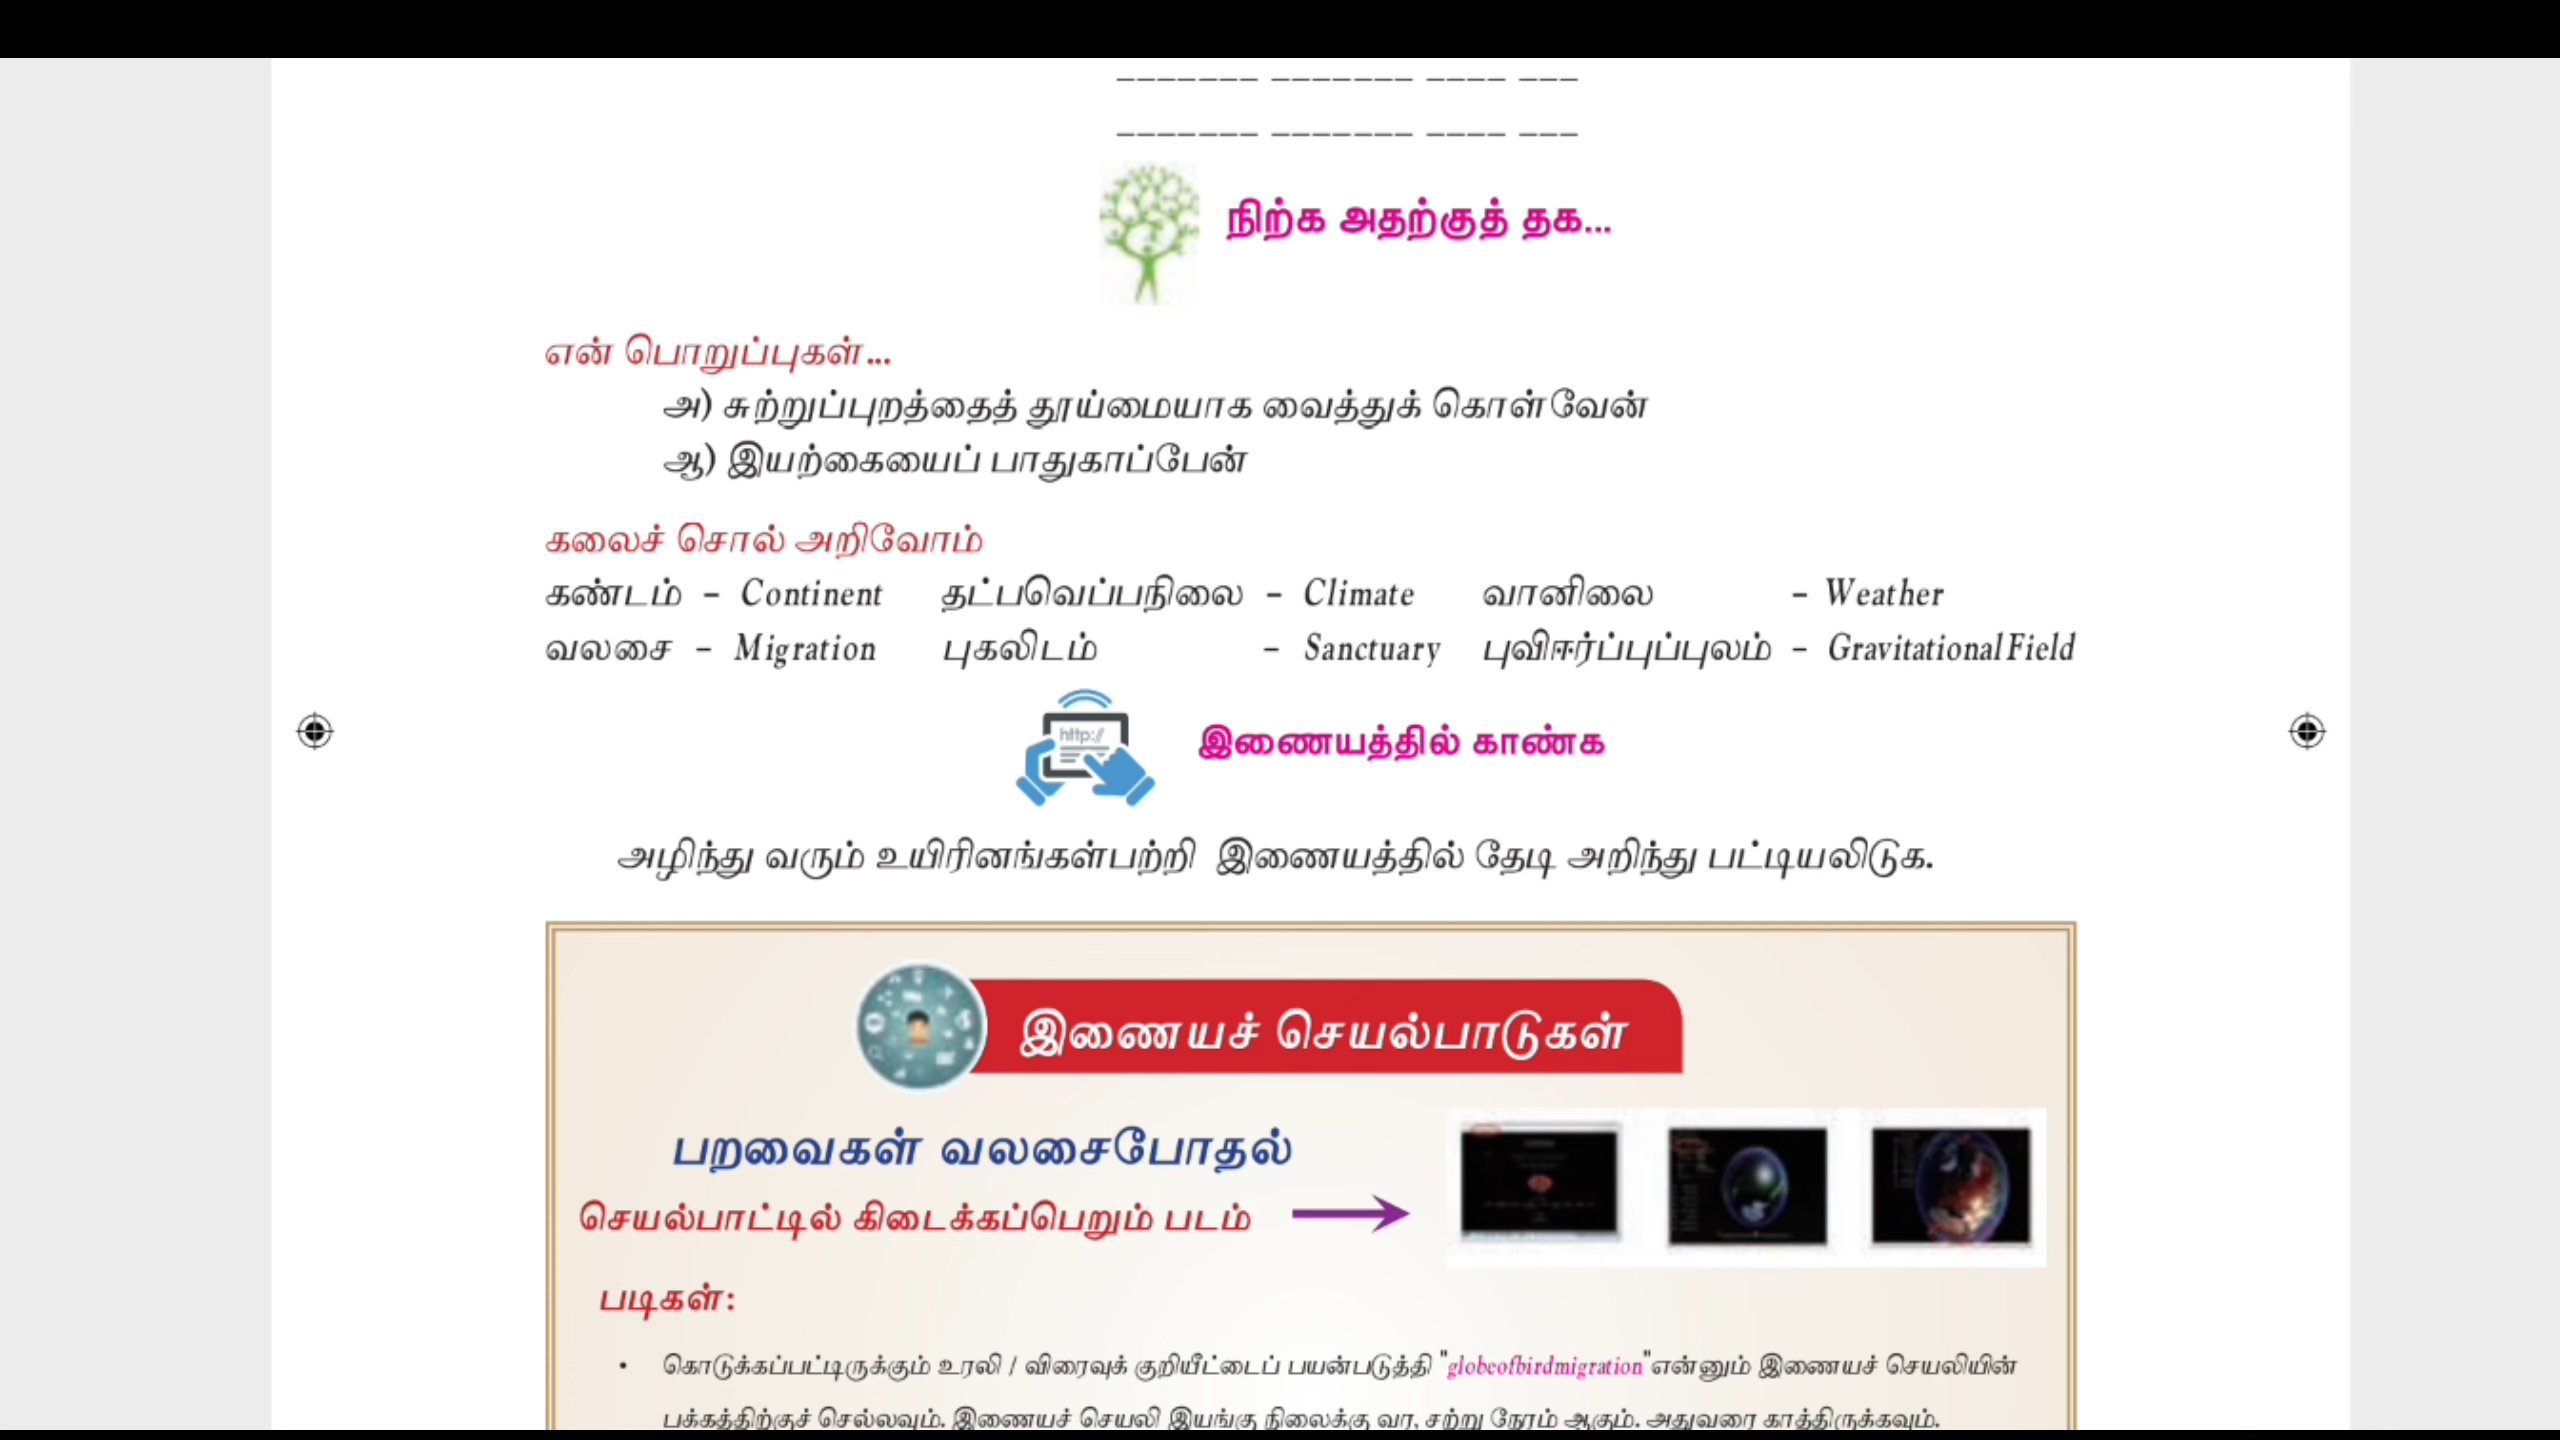 நிற்க அதற்குத் தக...
என் பொறுப்புகள்...
அ) சுற்றுப்புறத்தைத் தூய்மையாக வைத்துக் கொள்வேன்
ஆ) இயற்கையைப் பாதுகாப்பேன்
கலைச் சொல் அறிவோம்
கண்டம் – Continent தட்பவெப்பநிலை – Climate வானிலை – Weather
வலசை – Migration புகலிடம் – Sanctuary புவிஈர்ப்புப்புலம் – Gravitational Field
http://
இணையத்தில் காண்க
அழிந்து வரும் உயிரினங்கள்பற்றி இணையத்தில் தேடி அறிந்து பட்டியலிடுக.
இணையச் செயல்பாடுகள்
பறவைகள் வலசைபோதல்
செயல்பாட்டில் கிடைக்கப்பெறும் படம்
படிகள்:
• கொடுக்கப்பட்டிருக்கும் உரலி / விரைவுக் குறியீட்டைப் பயன்படுத்தி "globeofbirdmigration"என்னும் இணையச் செயலியின்
பக்கத்திற்குச் செல்லவும். இணையச் செயலி இயங்கு நிலைக்கு வர, சற்று நேரம் ஆகும். அதுவரை காத்திருக்கவும்.